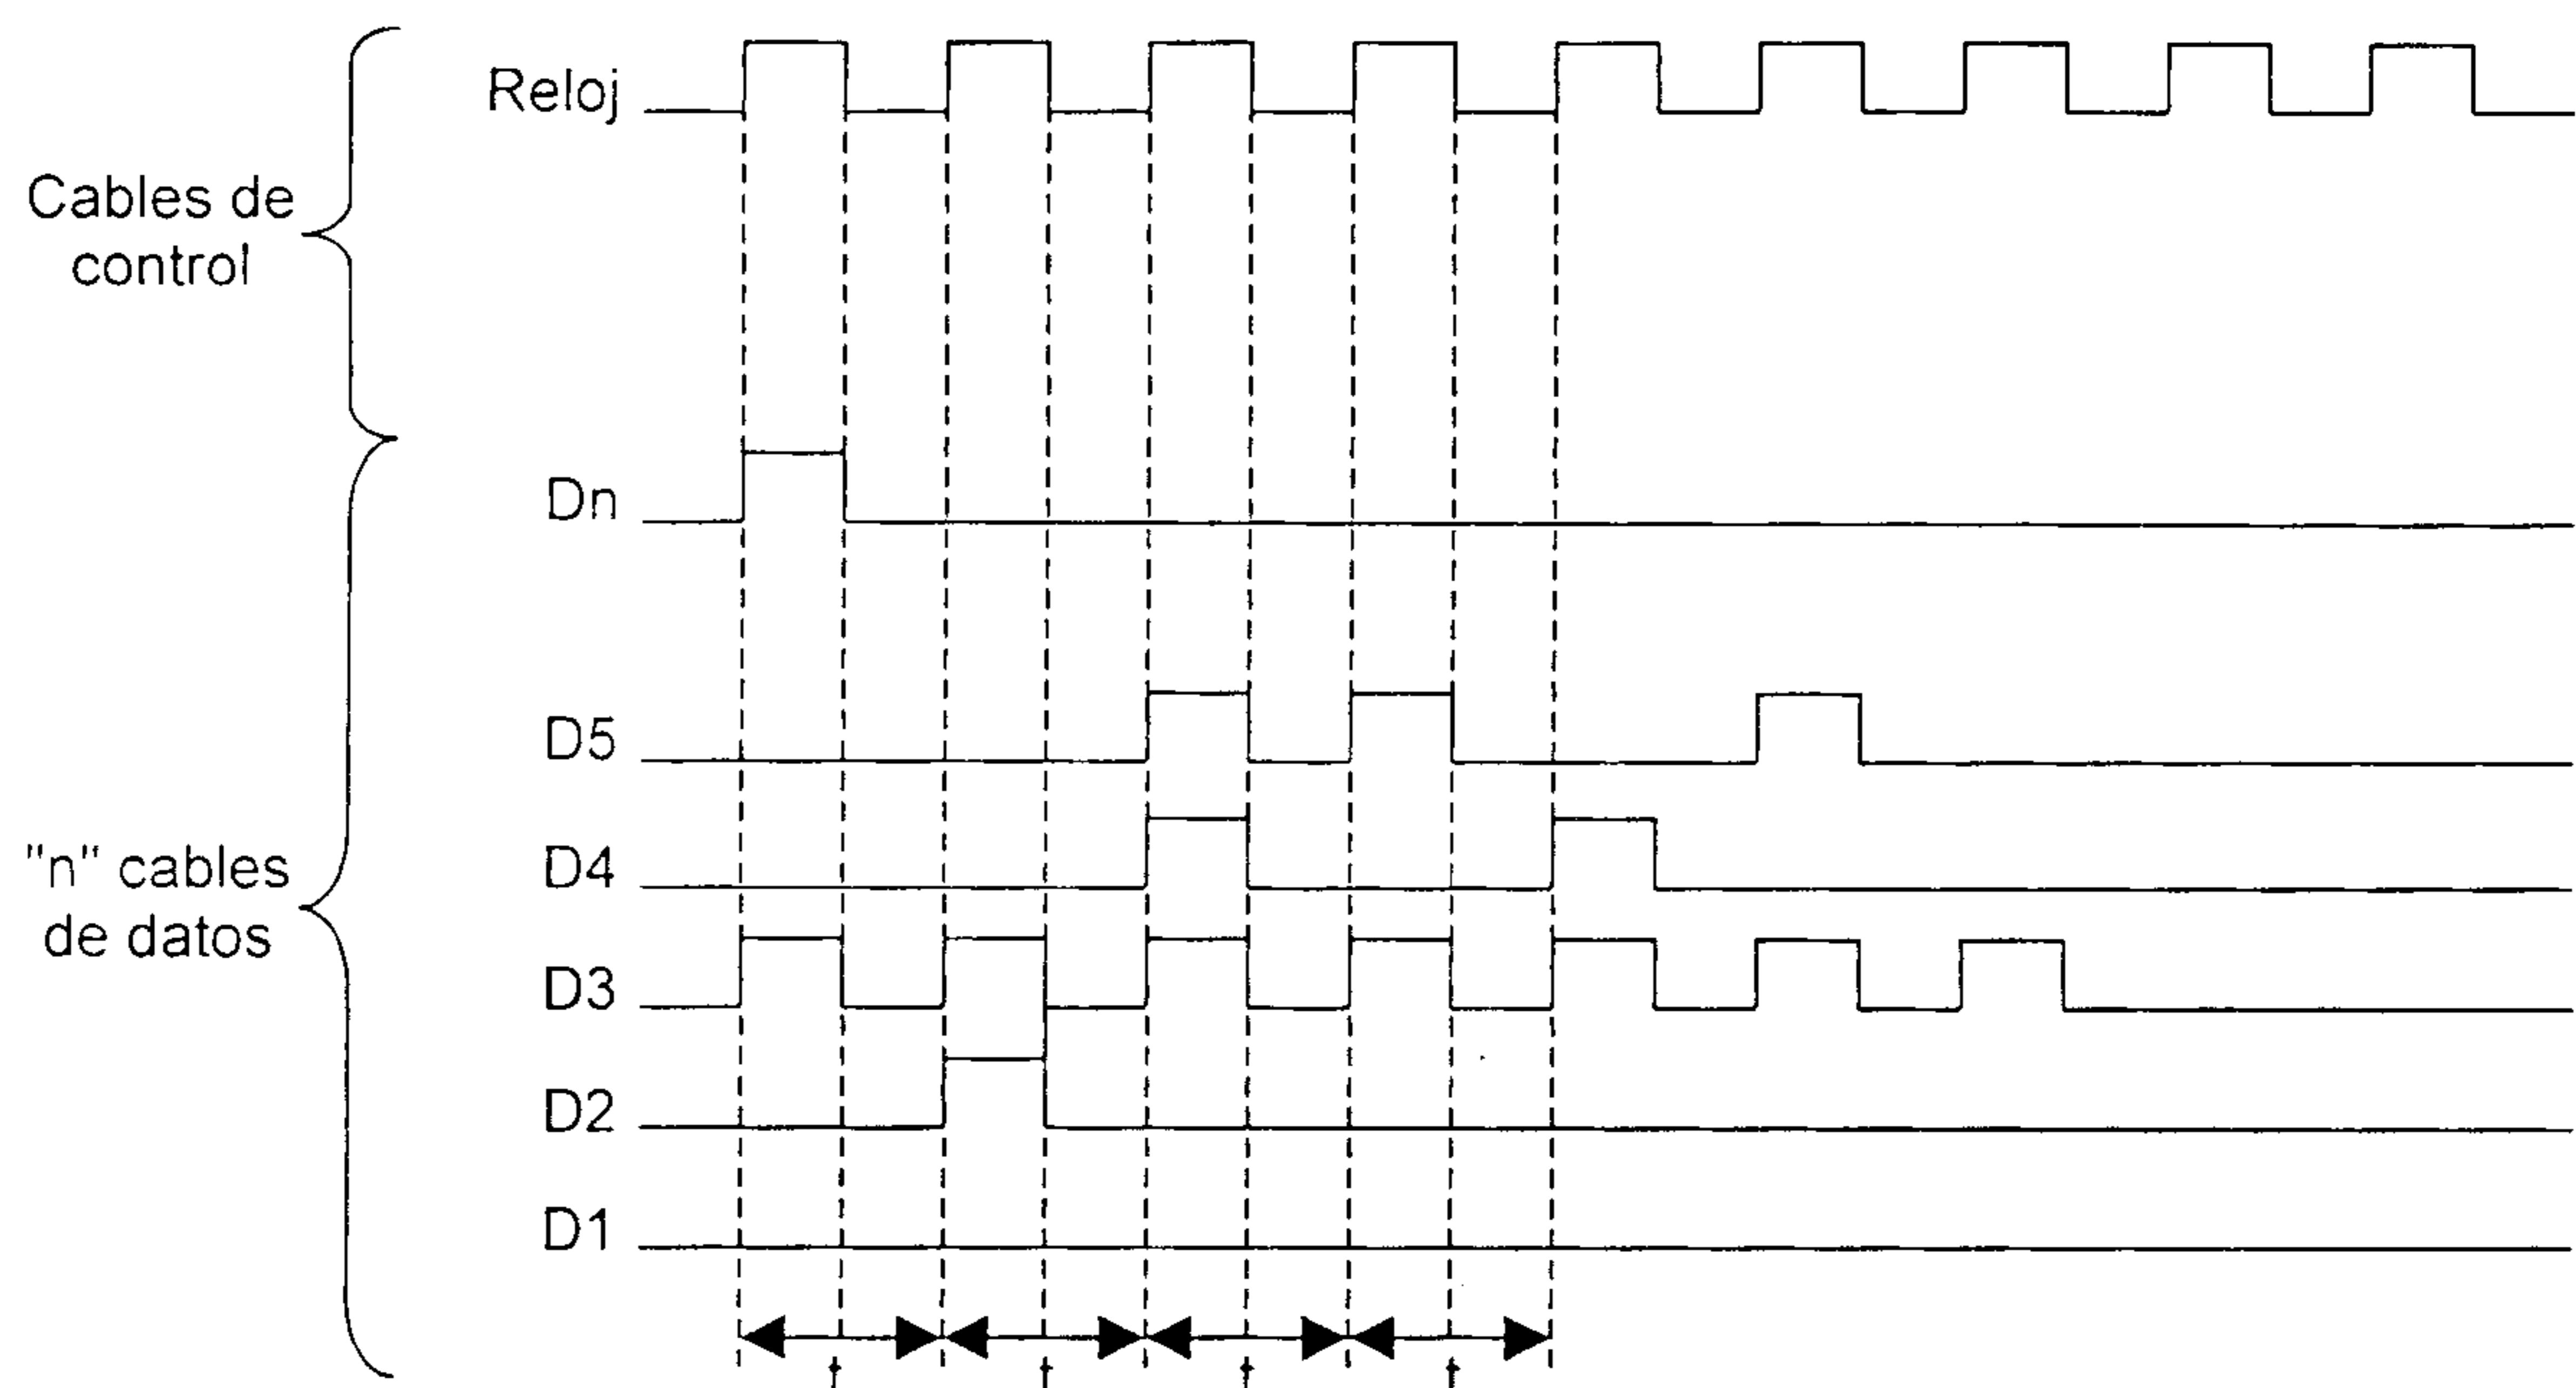 Reloj
Cables de
control
Dn
D5
D4
"n" cables
de datos
D3
D2
D1
t
t
t
t